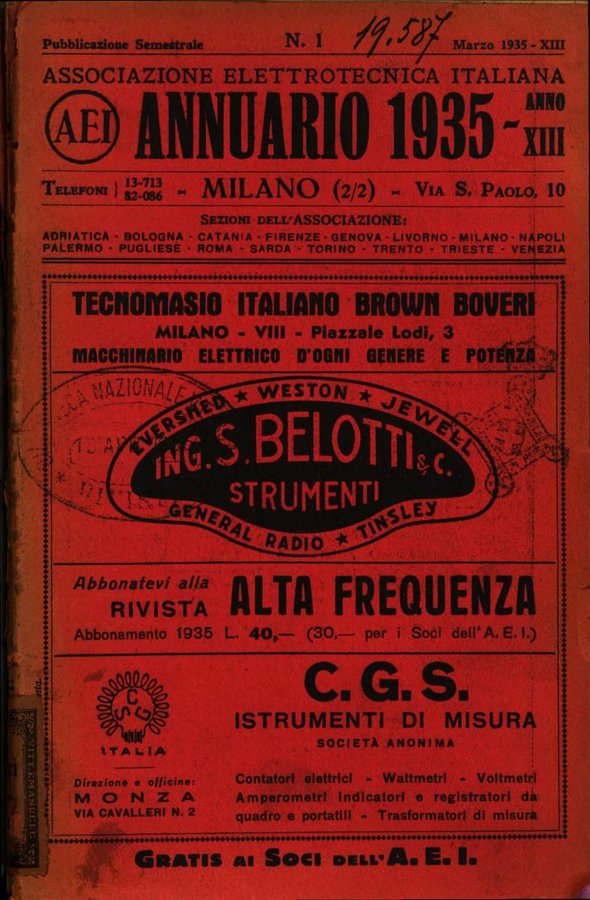 Pubblicazione Semestrale N. 1 19.587 Marzo 1935 - XIII
ASSOCIAZIONE ELETTROTECNICA ITALIANA
AEI ANNUARIO 1935 - ANNO XIII
TELEFONI } 13-713 82-086 - MILANO (2/2) - VIA S. PAOLO, 10
SEZIONI DELL'ASSOCIAZIONE:
ADRIATICA - BOLOGNA - CATANIA - FIRENZE - GENOVA - LIVORNO - MILANO - NAPOLI
PALERMO - PUGLIESE - ROMA - SARDA - TORINO - TRENTO - TRIESTE - VENEZIA
TECNOMASIO ITALIANO BROWN BOVERI
MILANO - VIII - Piazzale Lodi, 3
MACCHINARIO ELETTRICO D'OGNI GENERE E POTENZA
NAZIONALE
EVERSHED ★ WESTON ★ JEWELL
ING. S. BELOTTI & C.
STRUMENTI
GENERAL RADIO ★ TINSLEY
Abbonatevi alla
RIVISTA ALTA FREQUENZA
Abbonamento 1935 L. 40,— (30,— per i Soci dell'A. E. I.)
C.G.S.
ISTRUMENTI DI MISURA
SOCIETÀ ANONIMA
CGS
ITALIA
Direzione e officine:
MONZA
VIA CAVALLERI N. 2
Contatori elettrici - Wattmetri - Voltmetri
Amperometri indicatori e registratori da
quadro e portatili - Trasformatori di misura
GRATIS AI SOCI DELL'A. E. I.